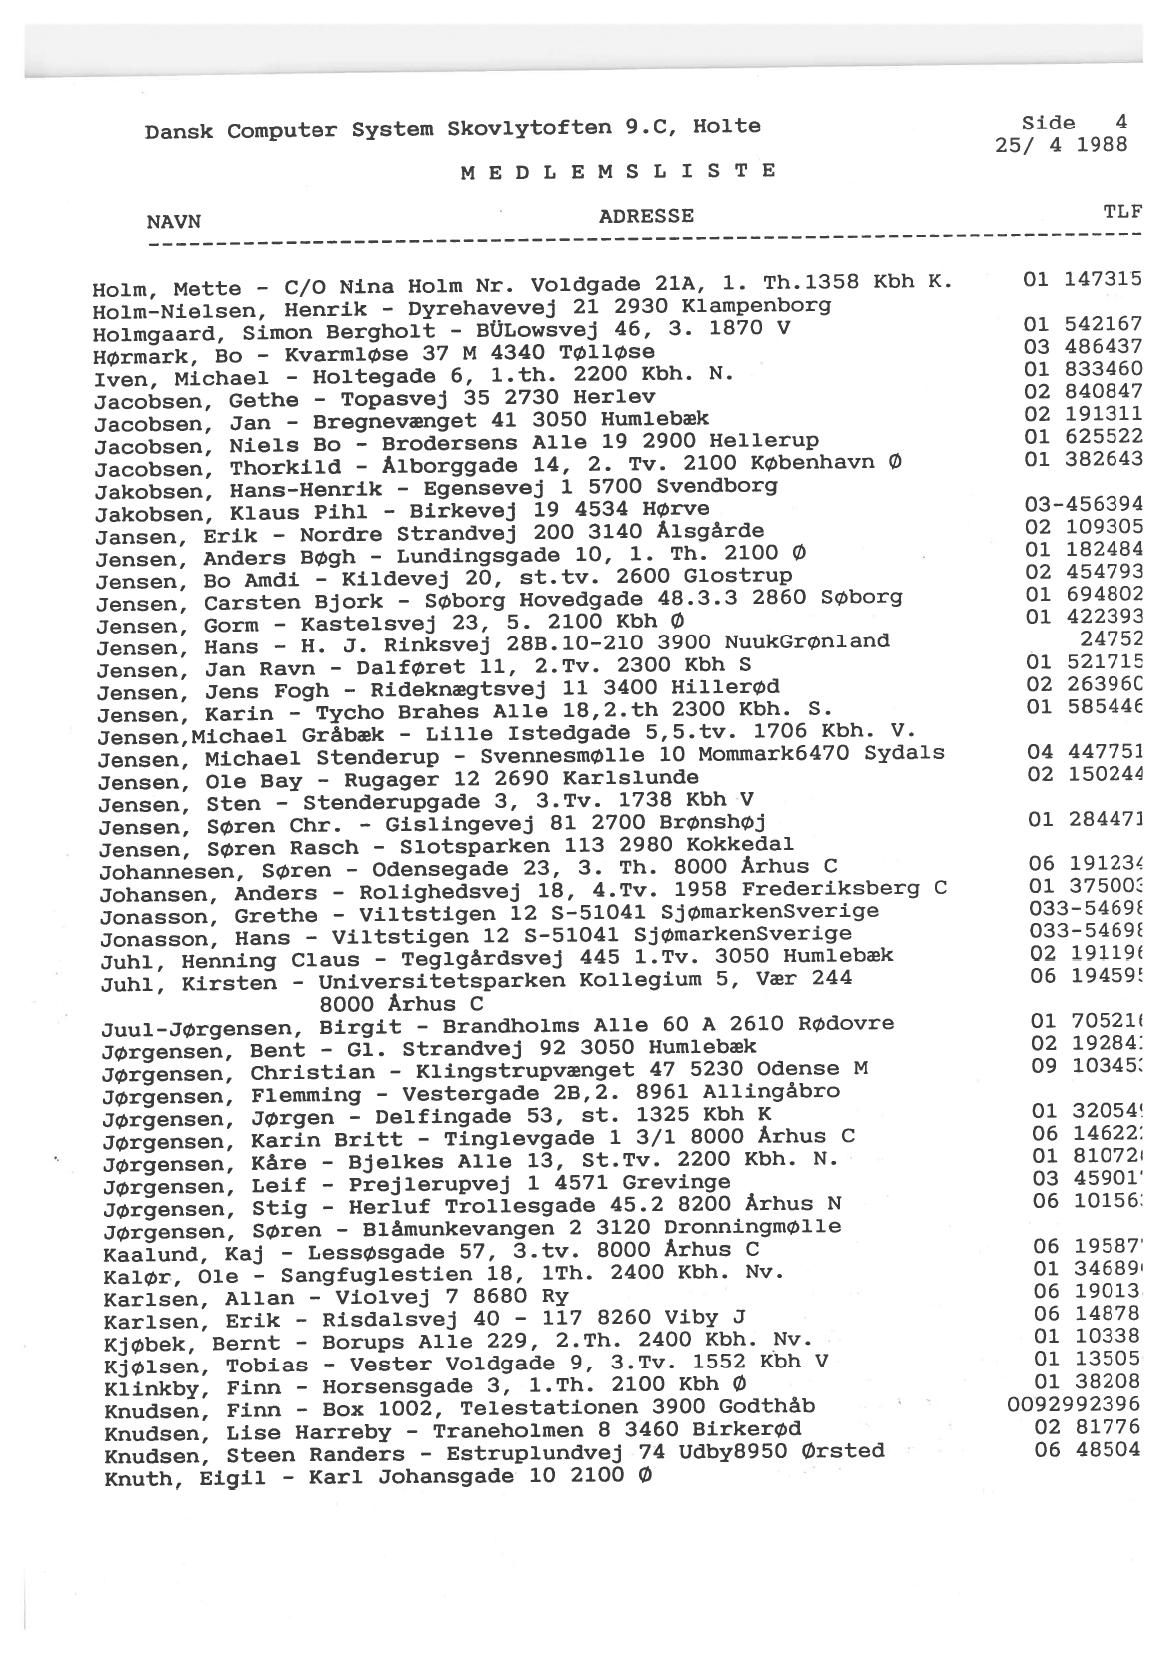 Dansk Computer System Skovlytoften 9.C, Holte Side 4
25/ 4 1988
M E D L E M S L I S T E
NAVN ADRESSE TLF
--------------------------------------------------------------------------
Holm, Mette - C/O Nina Holm Nr. Voldgade 21A, 1. Th.1358 Kbh K. 01 147315
Holm-Nielsen, Henrik - Dyrehavevej 21 2930 Klampenborg
Holmgaard, Simon Bergholt - BÜLowsvej 46, 3. 1870 V 01 542167
Hørmark, Bo - Kvarmløse 37 M 4340 Tølløse 03 486437
Iven, Michael - Holtegade 6, 1.th. 2200 Kbh. N. 01 833460
Jacobsen, Gethe - Topasvej 35 2730 Herlev 02 840847
Jacobsen, Jan - Bregnevænget 41 3050 Humlebæk 02 191311
Jacobsen, Niels Bo - Brodersens Alle 19 2900 Hellerup 01 625522
Jacobsen, Thorkild - Ålborggade 14, 2. Tv. 2100 København Ø 01 382643
Jakobsen, Hans-Henrik - Egensevej 1 5700 Svendborg
Jakobsen, Klaus Pihl - Birkevej 19 4534 Hørve 03-456394
Jansen, Erik - Nordre Strandvej 200 3140 Ålsgårde 02 109305
Jensen, Anders Bøgh - Lundingsgade 10, 1. Th. 2100 Ø 01 182484
Jensen, Bo Amdi - Kildevej 20, st.tv. 2600 Glostrup 02 454793
Jensen, Carsten Bjork - Søborg Hovedgade 48.3.3 2860 Søborg 01 694802
Jensen, Gorm - Kastelsvej 23, 5. 2100 Kbh Ø 01 422393
Jensen, Hans - H. J. Rinksvej 28B.10-210 3900 NuukGrønland 24752
Jensen, Jan Ravn - Dalføret 11, 2.Tv. 2300 Kbh S 01 521715
Jensen, Jens Fogh - Rideknægtsvej 11 3400 Hillerød 02 26396
Jensen, Karin - Tycho Brahes Alle 18,2.th 2300 Kbh. S. 01 585446
Jensen,Michael Gråbæk - Lille Istedgade 5,5.tv. 1706 Kbh. V.
Jensen, Michael Stenderup - Svennesmølle 10 Mommark6470 Sydals 04 447751
Jensen, Ole Bay - Rugager 12 2690 Karlslunde 02 150244
Jensen, Sten - Stenderupgade 3, 3.Tv. 1738 Kbh V
Jensen, Søren Chr. - Gislingevej 81 2700 Brønshøj 01 284471
Jensen, Søren Rasch - Slotsparken 113 2980 Kokkedal
Johannesen, Søren - Odensegade 23, 3. Th. 8000 Århus C 06 191234
Johansen, Anders - Rolighedsvej 18, 4.Tv. 1958 Frederiksberg C 01 37500
Jonasson, Grethe - Viltstigen 12 S-51041 SjømarkenSverige 033-5469
Jonasson, Hans - Viltstigen 12 S-51041 SjømarkenSverige 033-5469
Juhl, Henning Claus - Teglgårdsvej 445 1.Tv. 3050 Humlebæk 02 19119
Juhl, Kirsten - Universitetsparken Kollegium 5, Vær 244 06 19459
8000 Århus C
Juul-Jørgensen, Birgit - Brandholms Alle 60 A 2610 Rødovre 01 70521
Jørgensen, Bent - Gl. Strandvej 92 3050 Humlebæk 02 19284
Jørgensen, Christian - Klingstrupvænget 47 5230 Odense M 09 10345
Jørgensen, Flemming - Vestergade 2B,2. 8961 Allingåbro
Jørgensen, Jørgen - Delfingade 53, st. 1325 Kbh K 01 32054
Jørgensen, Karin Britt - Tinglevgade 1 3/1 8000 Århus C 06 14622
Jørgensen, Kåre - Bjelkes Alle 13, St.Tv. 2200 Kbh. N. 01 81072
Jørgensen, Leif - Prejlerupvej 1 4571 Grevinge 03 45901
Jørgensen, Stig - Herluf Trollesgade 45.2 8200 Århus N 06 10156
Jørgensen, Søren - Blåmunkevangen 2 3120 Dronningmølle
Kaalund, Kaj - Lessøsgade 57, 3.tv. 8000 Århus C 06 19587
Kalør, Ole - Sangfuglestien 18, 1Th. 2400 Kbh. Nv. 01 34689
Karlsen, Allan - Violvej 7 8680 Ry 06 19013
Karlsen, Erik - Risdalsvej 40 - 117 8260 Viby J 06 14878
Kjøbek, Bernt - Borups Alle 229, 2.Th. 2400 Kbh. Nv. 01 10338
Kjølsen, Tobias - Vester Voldgade 9, 3.Tv. 1552 Kbh V 01 13505
Klinkby, Finn - Horsensgade 3, 1.Th. 2100 Kbh Ø 01 38208
Knudsen, Finn - Box 1002, Telestationen 3900 Godthåb 0092992396
Knudsen, Lise Harreby - Traneholmen 8 3460 Birkerød 02 81776
Knudsen, Steen Randers - Estruplundvej 74 Udby8950 Ørsted 06 48504
Knuth, Eigil - Karl Johansgade 10 2100 Ø